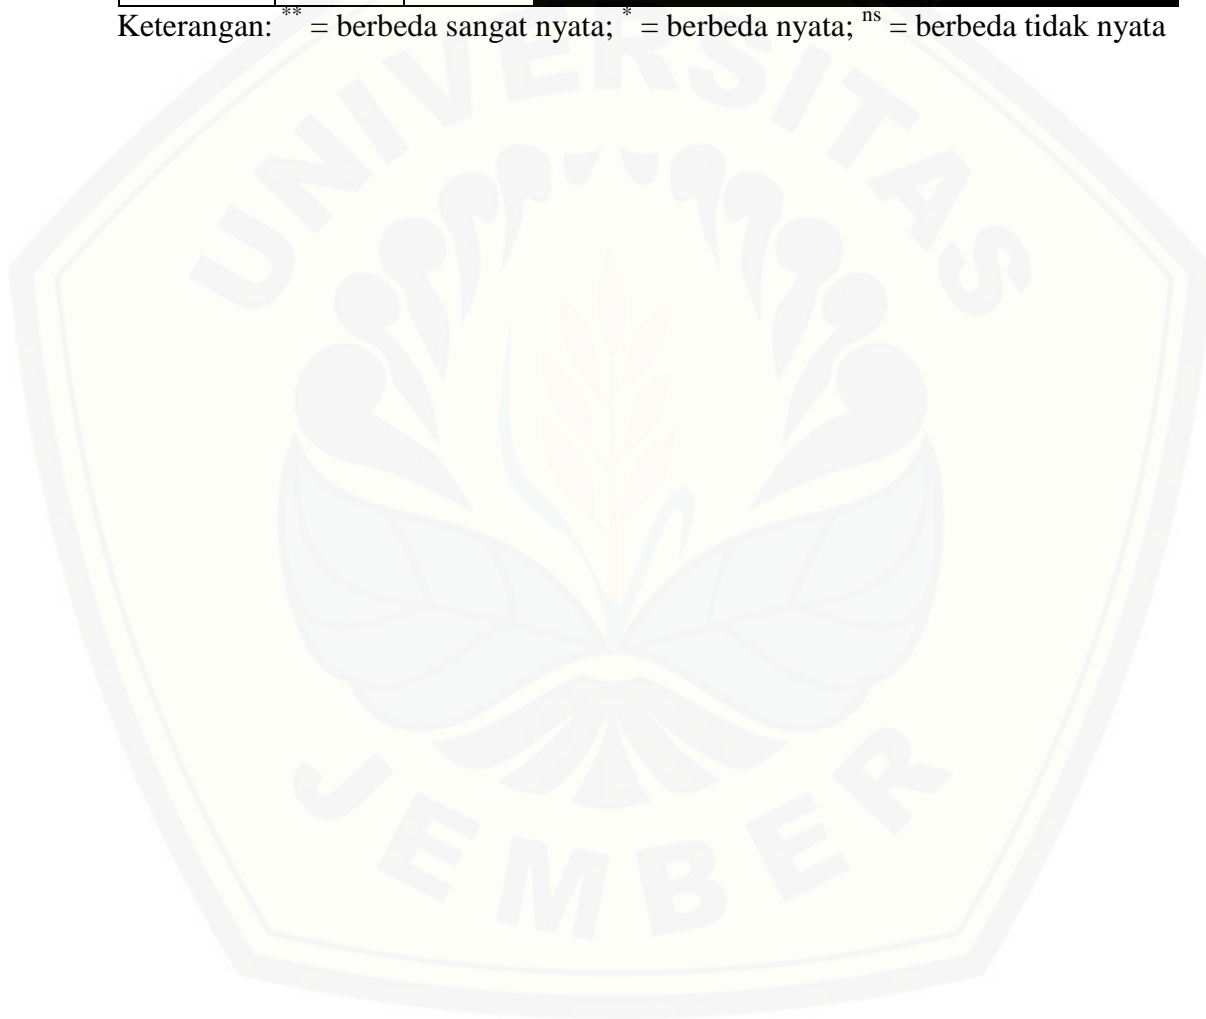 Keterangan: ** = berbeda sangat nyata; * = berbeda nyata; ns = berbeda tidak nyata
UNIVERSITAS
JEMBER